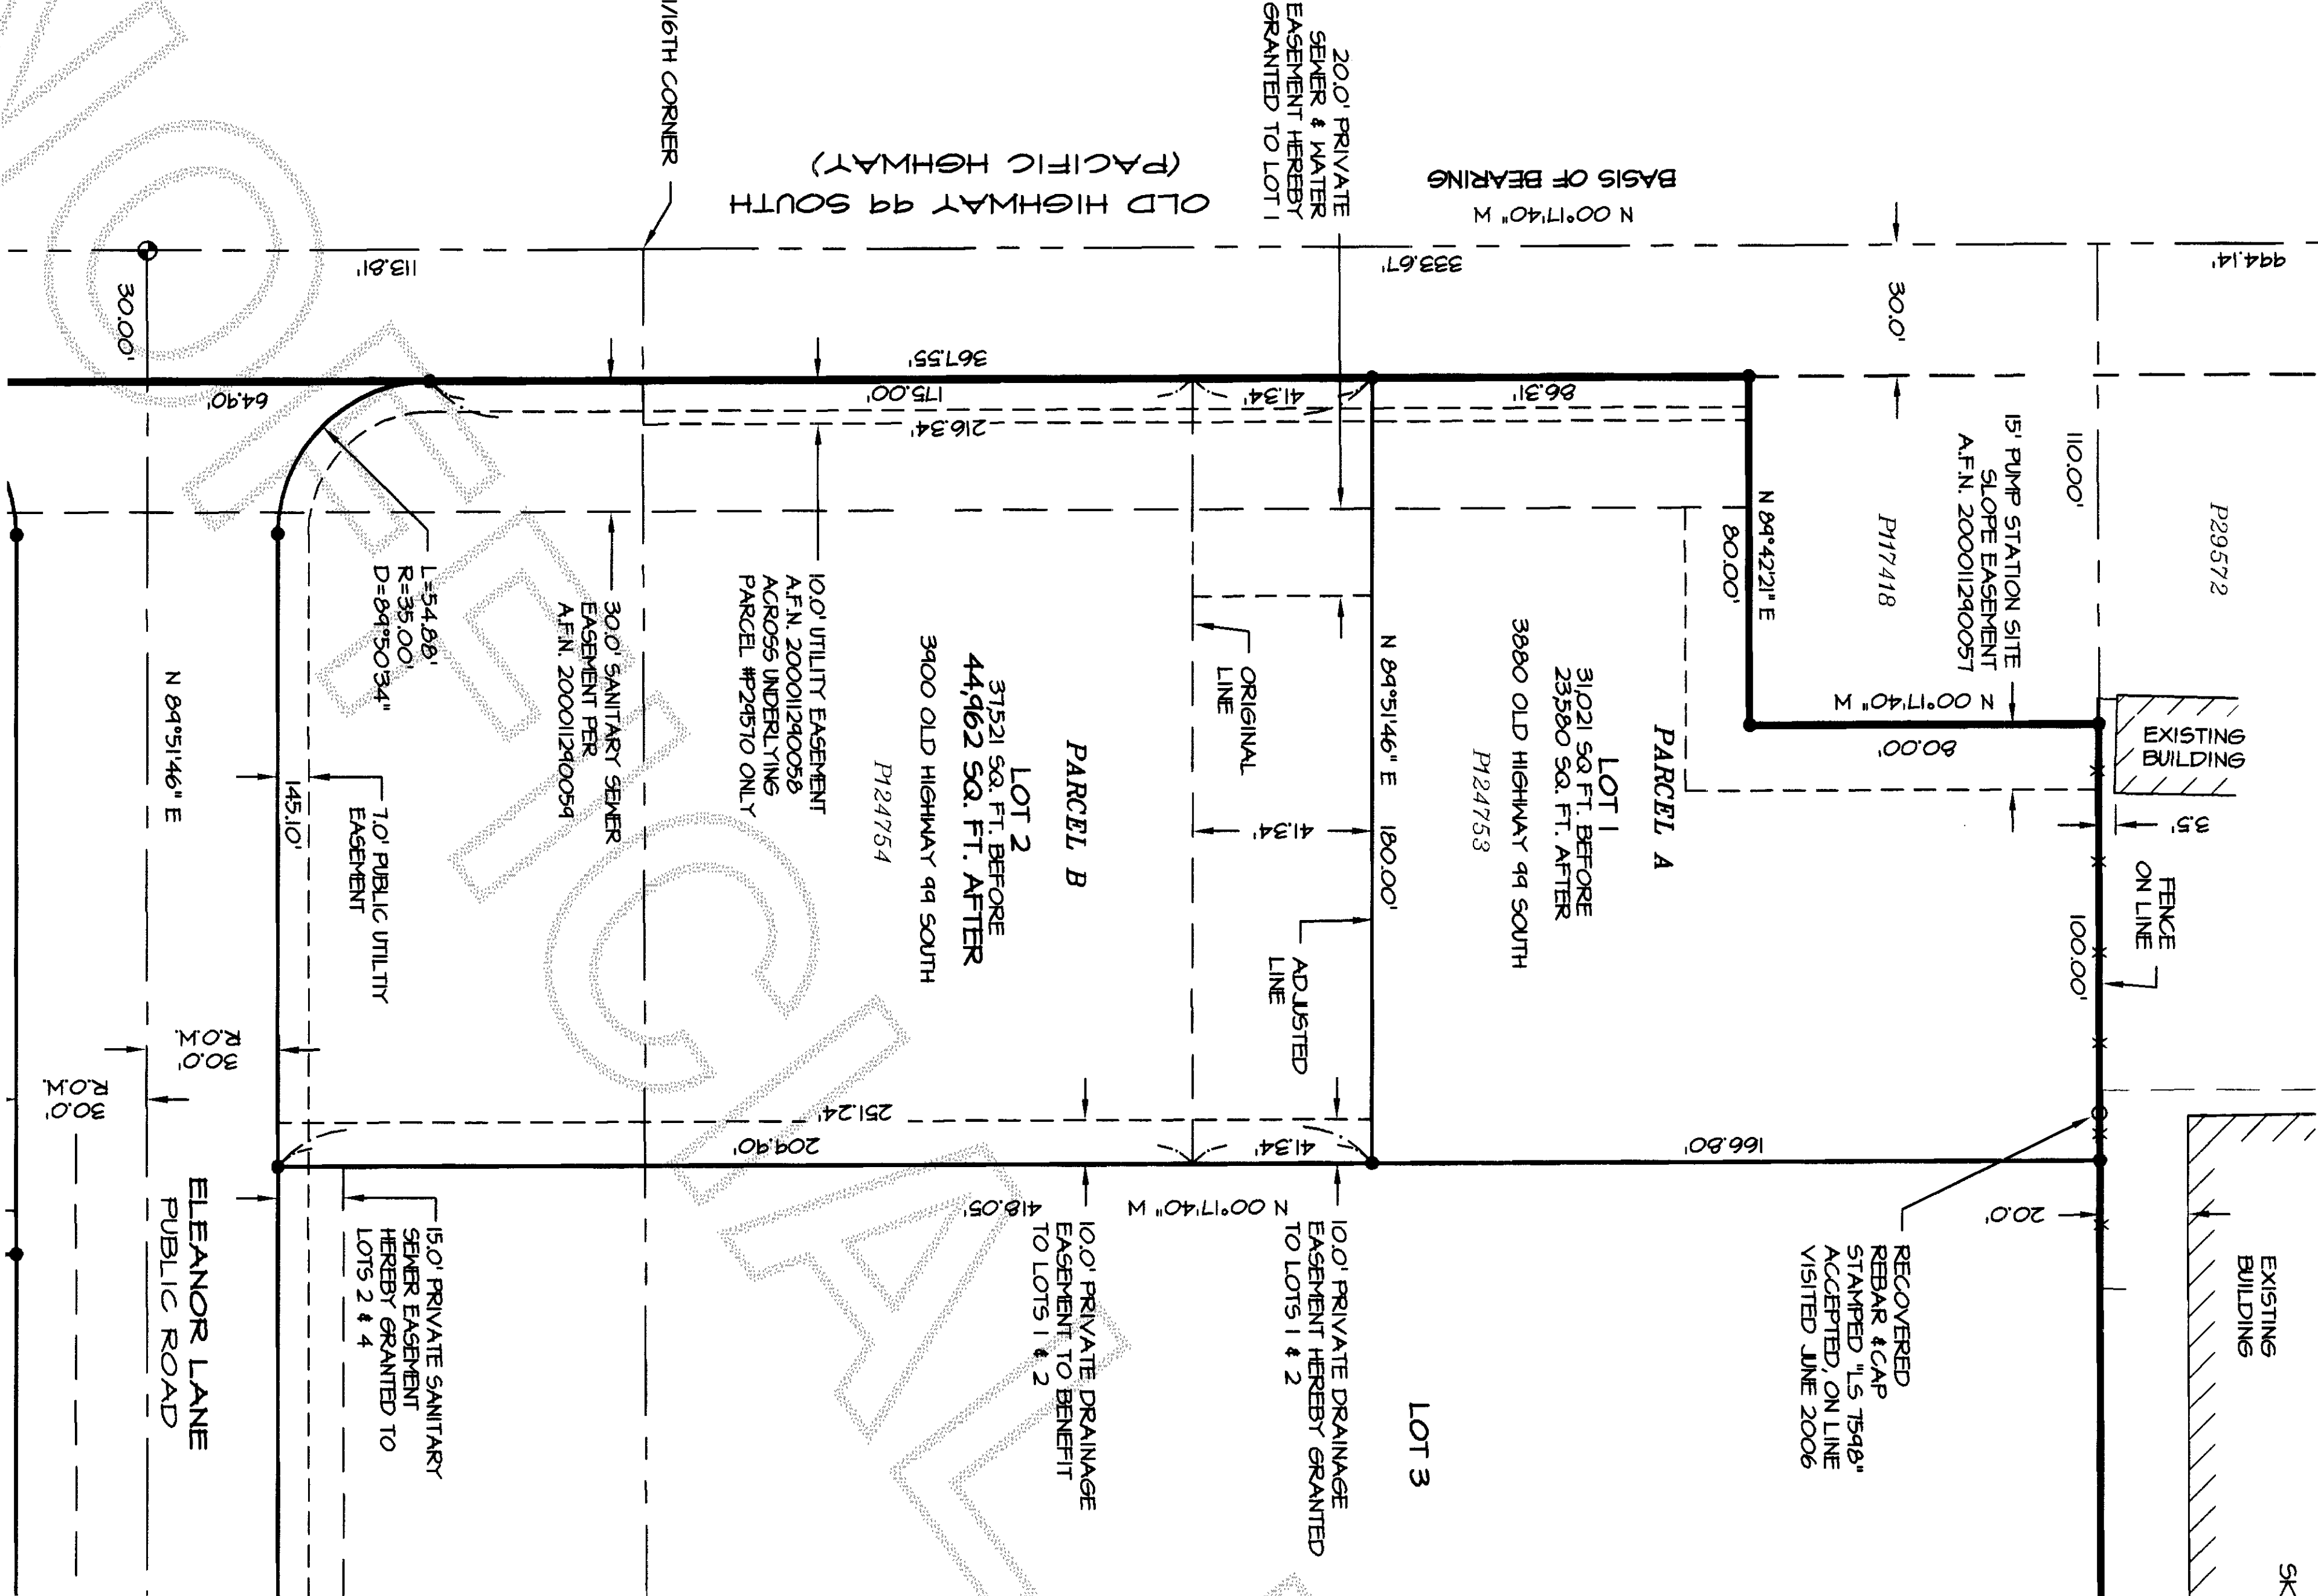 1/16TH CORNER
OLD HIGHWAY 99 SOUTH
(PACIFIC HGHWAY)
20.0' PRIVATE
SEWER & WATER
EASEMENT HEREBY
GRANTED TO LOT 1
N 00°17'40" W
BASIS OF BEARING
113.81'
333.67'
944.14'
30.00'
30.0'
110.00'
64.90'
367.55'
175.00'
41.34'
86.31'
216.34'
15' PUMP STATION SITE
SLOPE EASEMENT
A.F.N. 200011290057
P117418
P29572
N 89°42'21" E
80.00'
N 00°17'40" W
80.00'
EXISTING
BUILDING
3.5'
FENCE
ON LINE
100.00'
PARCEL A
LOT 1
31,021 SQ FT. BEFORE
23,580 SQ. FT. AFTER
3880 OLD HIGHWAY 99 SOUTH
P124753
N 89°51'46" E 180.00'
ORIGINAL
LINE
41.34'
ADJUSTED
LINE
PARCEL B
LOT 2
37,521 SQ. FT. BEFORE
44,962 SQ. FT. AFTER
3900 OLD HIGHWAY 99 SOUTH
P124754
10.0' UTILITY EASEMENT
A.F.N. 200011290058
ACROSS UNDERLYING
PARCEL #P29570 ONLY
30.0' SANITARY SEWER
EASEMENT PER
A.F.N. 200011290059
L=54.88'
R=35.00'
D=89°50'34"
7.0' PUBLIC UTILTIY
EASEMENT
145.10'
N 89°51'46" E
30.0'
R.O.W.
30.0'
R.O.W.
ELEANOR LANE
PUBLIC ROAD
251.24'
209.90'
41.34'
166.80'
418.05'
N 00°17'40" W
15.0' PRIVATE SANITARY
SEWER EASEMENT
HEREBY GRANTED TO
LOTS 2 & 4
10.0' PRIVATE DRAINAGE
EASEMENT TO BENEFIT
TO LOTS 1 & 2
10.0' PRIVATE DRAINAGE
EASEMENT HEREBY GRANTED
TO LOTS 1 & 2
LOT 3
RECOVERED
REBAR & CAP
STAMPED "LS 7598"
ACCEPTED, ON LINE
VISITED JUNE 2006
20.0'
EXISTING
BUILDING
SK
UNOFFICIAL